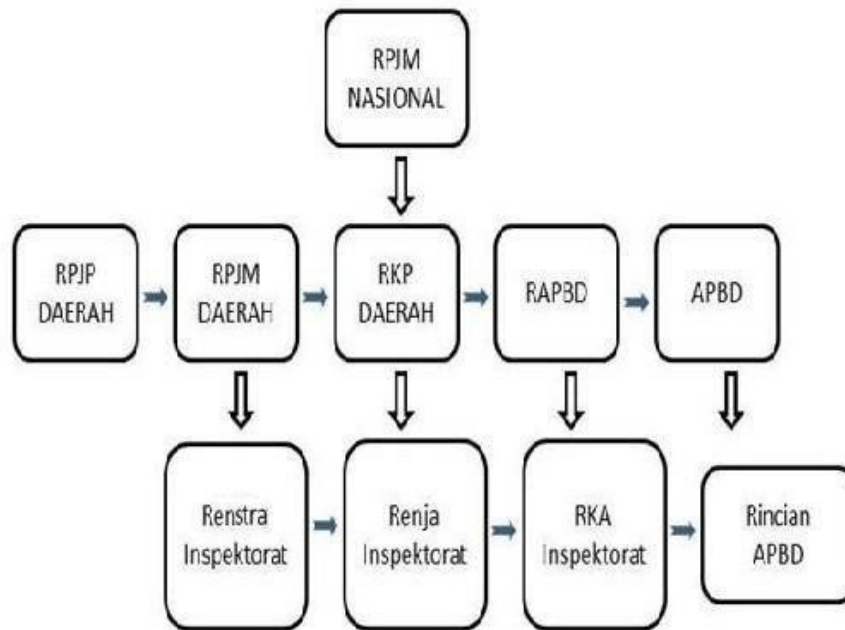 RPJM
NASIONAL
RPJP
DAERAH
RPJM
DAERAH
RKP
DAERAH
RAPBD
APBD
Renstra
Inspektorat
Renja
Inspektorat
RKA
Inspektorat
Rincian
APBD